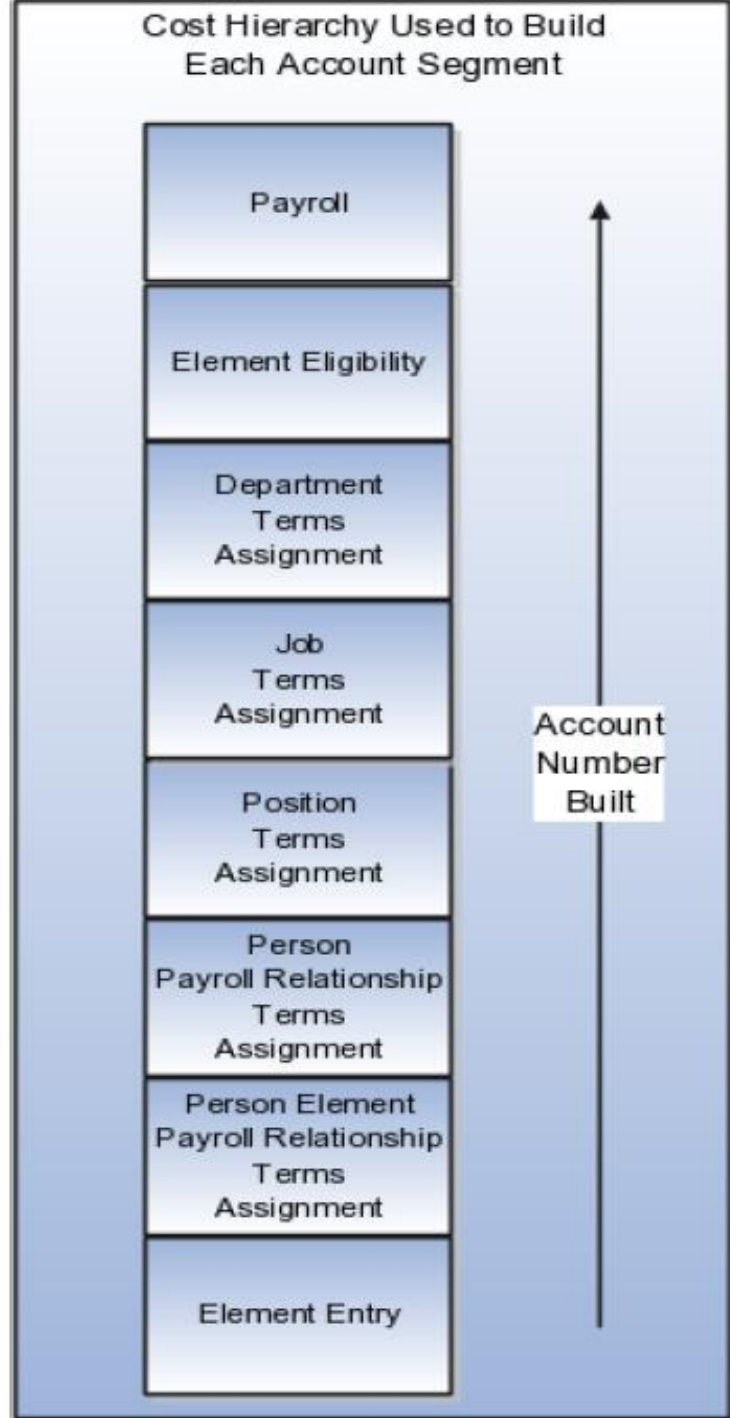 Cost Hierarchy Used to Build
Each Account Segment
Payroll
Element Eligibility
Department
Terms
Assignment
Job
Terms
Assignment
Position
Terms
Assignment
Person
Payroll Relationship
Terms
Assignment
Person Element
Payroll Relationship
Terms
Assignment
Element Entry
Account
Number
Built